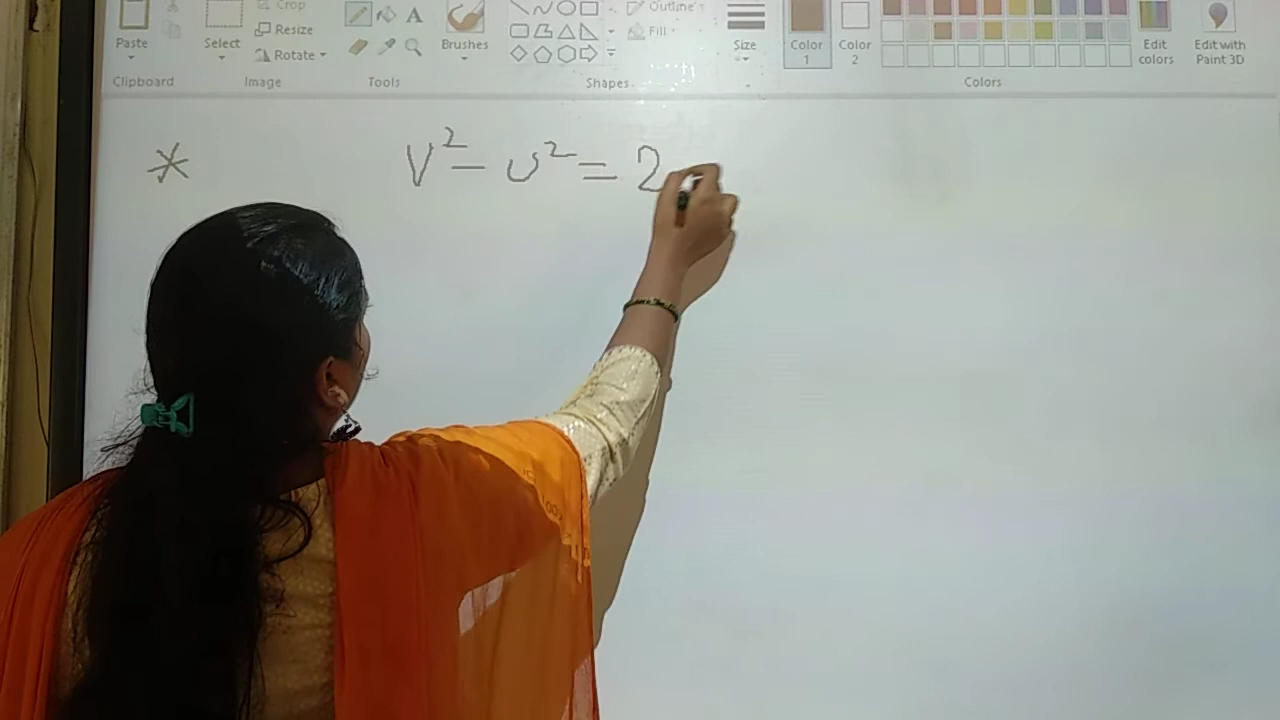 Crop
Resize
Rotate
Paste
Select
A
Brushes
Outline
Fill
Size
Color
1
Color
2
Edit
colors
Edit with
Paint 3D
Clipboard
Image
Tools
Shapes
Colors
* V² - u² = 2